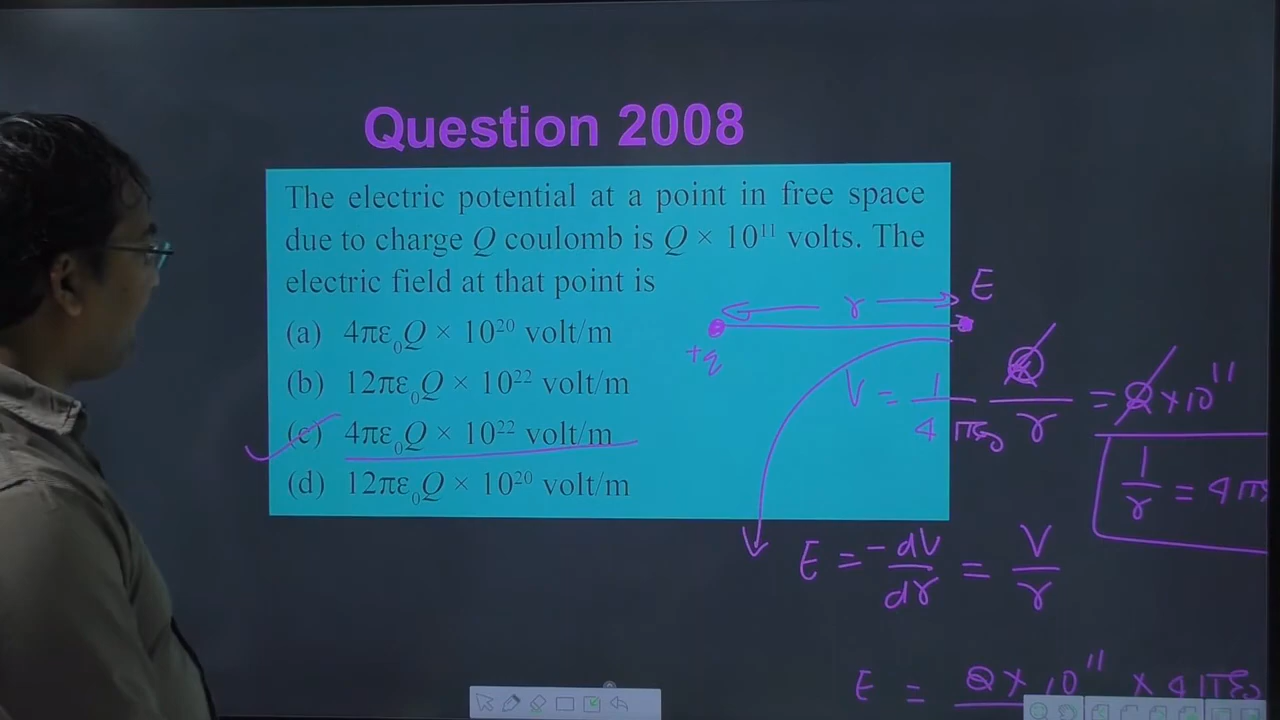 Question 2008
The electric potential at a point in free space
due to charge Q coulomb is Q × 10¹¹ volts. The
electric field at that point is
(a) 4πε₀Q × 10²⁰ volt/m
(b) 12πε₀Q × 10²² volt/m
(c) 4πε₀Q × 10²² volt/m
(d) 12πε₀Q × 10²⁰ volt/m
r E
+q
V = 1/4πε₀ Q/r = Q×10¹¹
1/r = 4πε
E = -dV/dr = V/r
E = Q×10¹¹ × 4πε₀